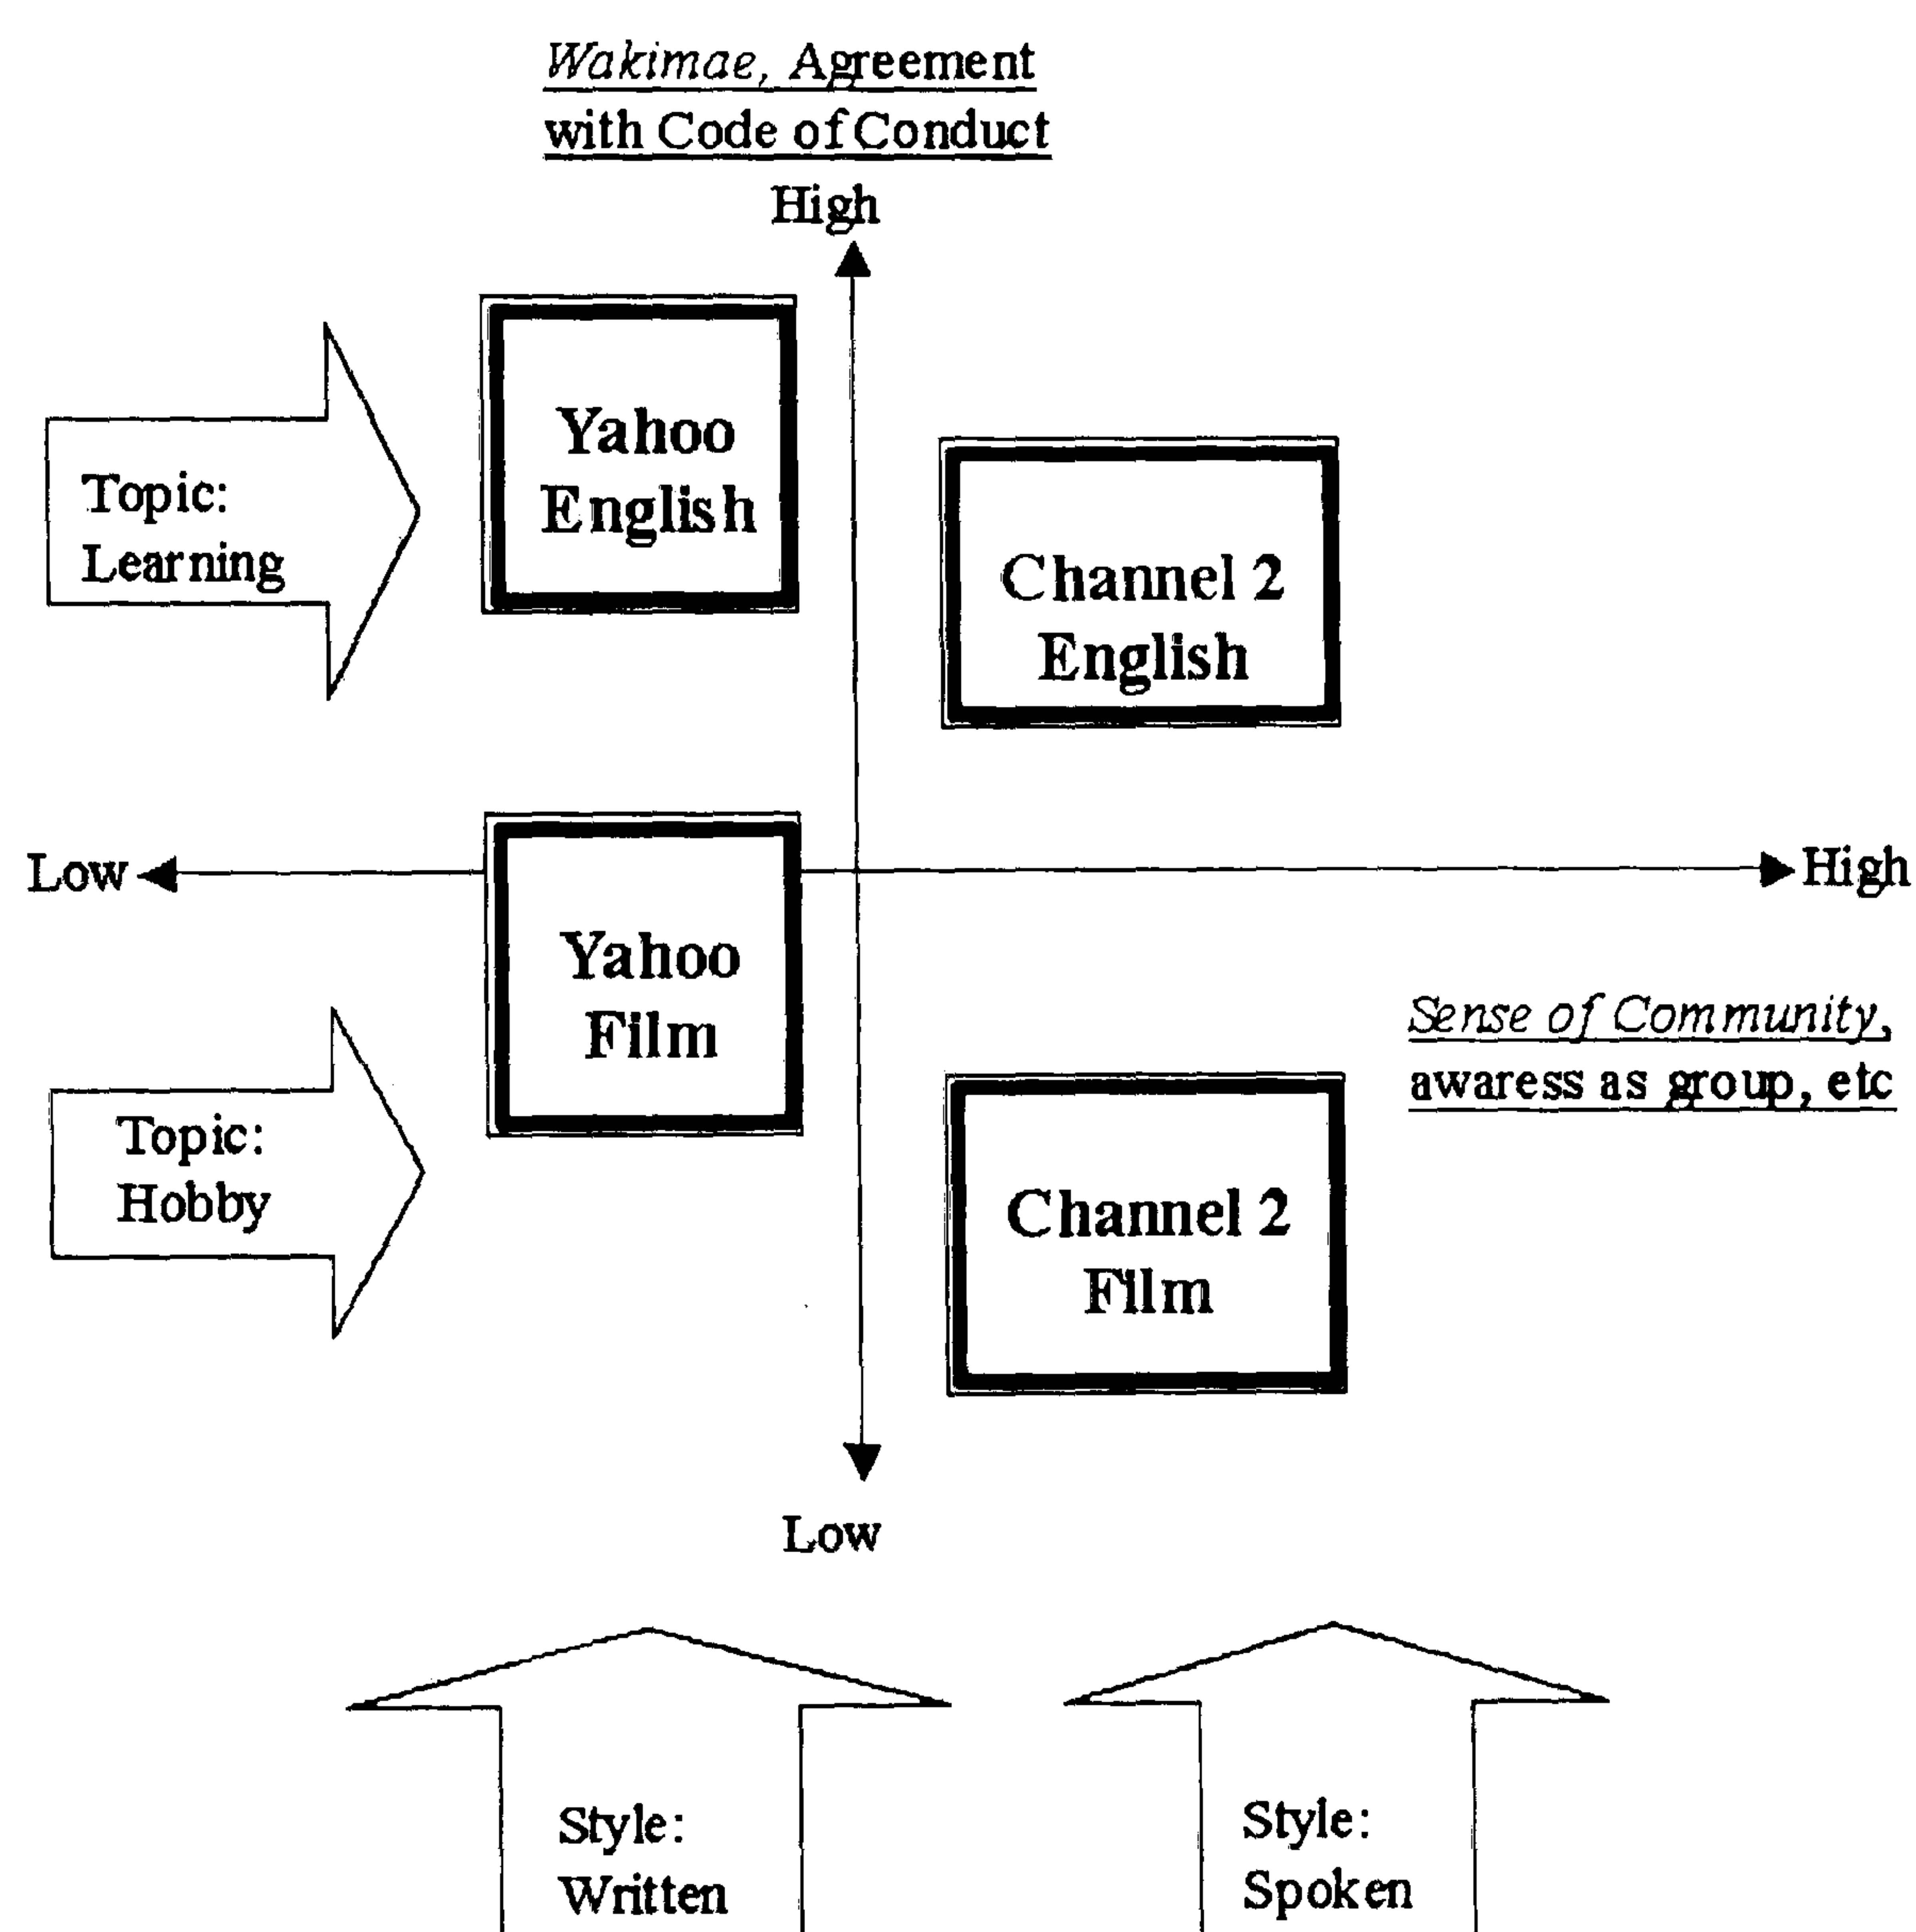 Wakimae, Agreement
with Code of Conduct
High
Yahoo
English
Topic:
Learning
Channel 2
English
Low
High
Yahoo
Film
Sense of Community,
awaress as group, etc
Topic:
Hobby
Channel 2
Film
Low
Style:
Written
Style:
Spoken